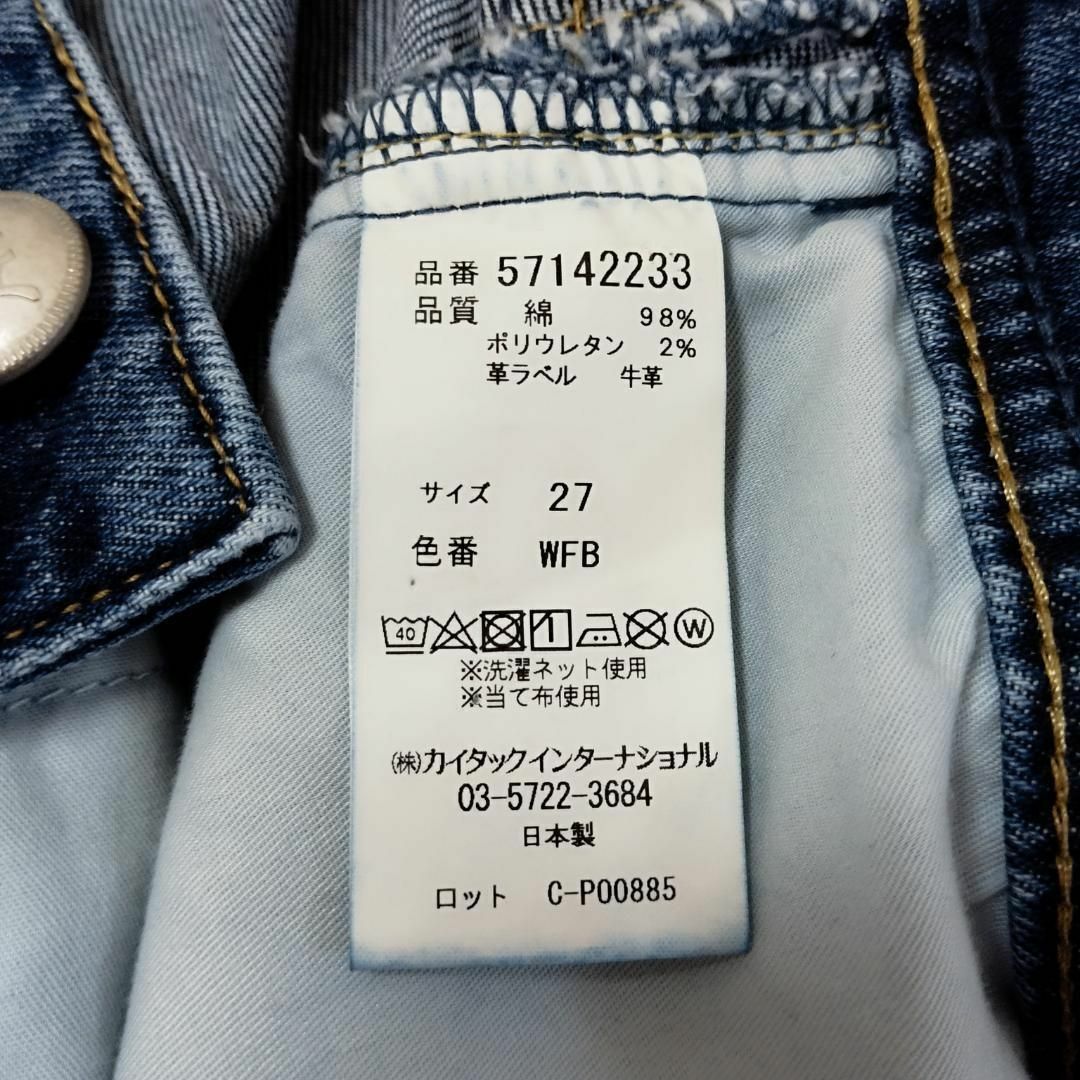 品番 57142233
品質 綿 98%
ポリウレタン 2%
革ラベル 牛革
サイズ 27
色番 WFB
40 W
※洗濯ネット使用
※当て布使用
㈱カイタックインターナショナル
03-5722-3684
日本製
ロット C-P00885